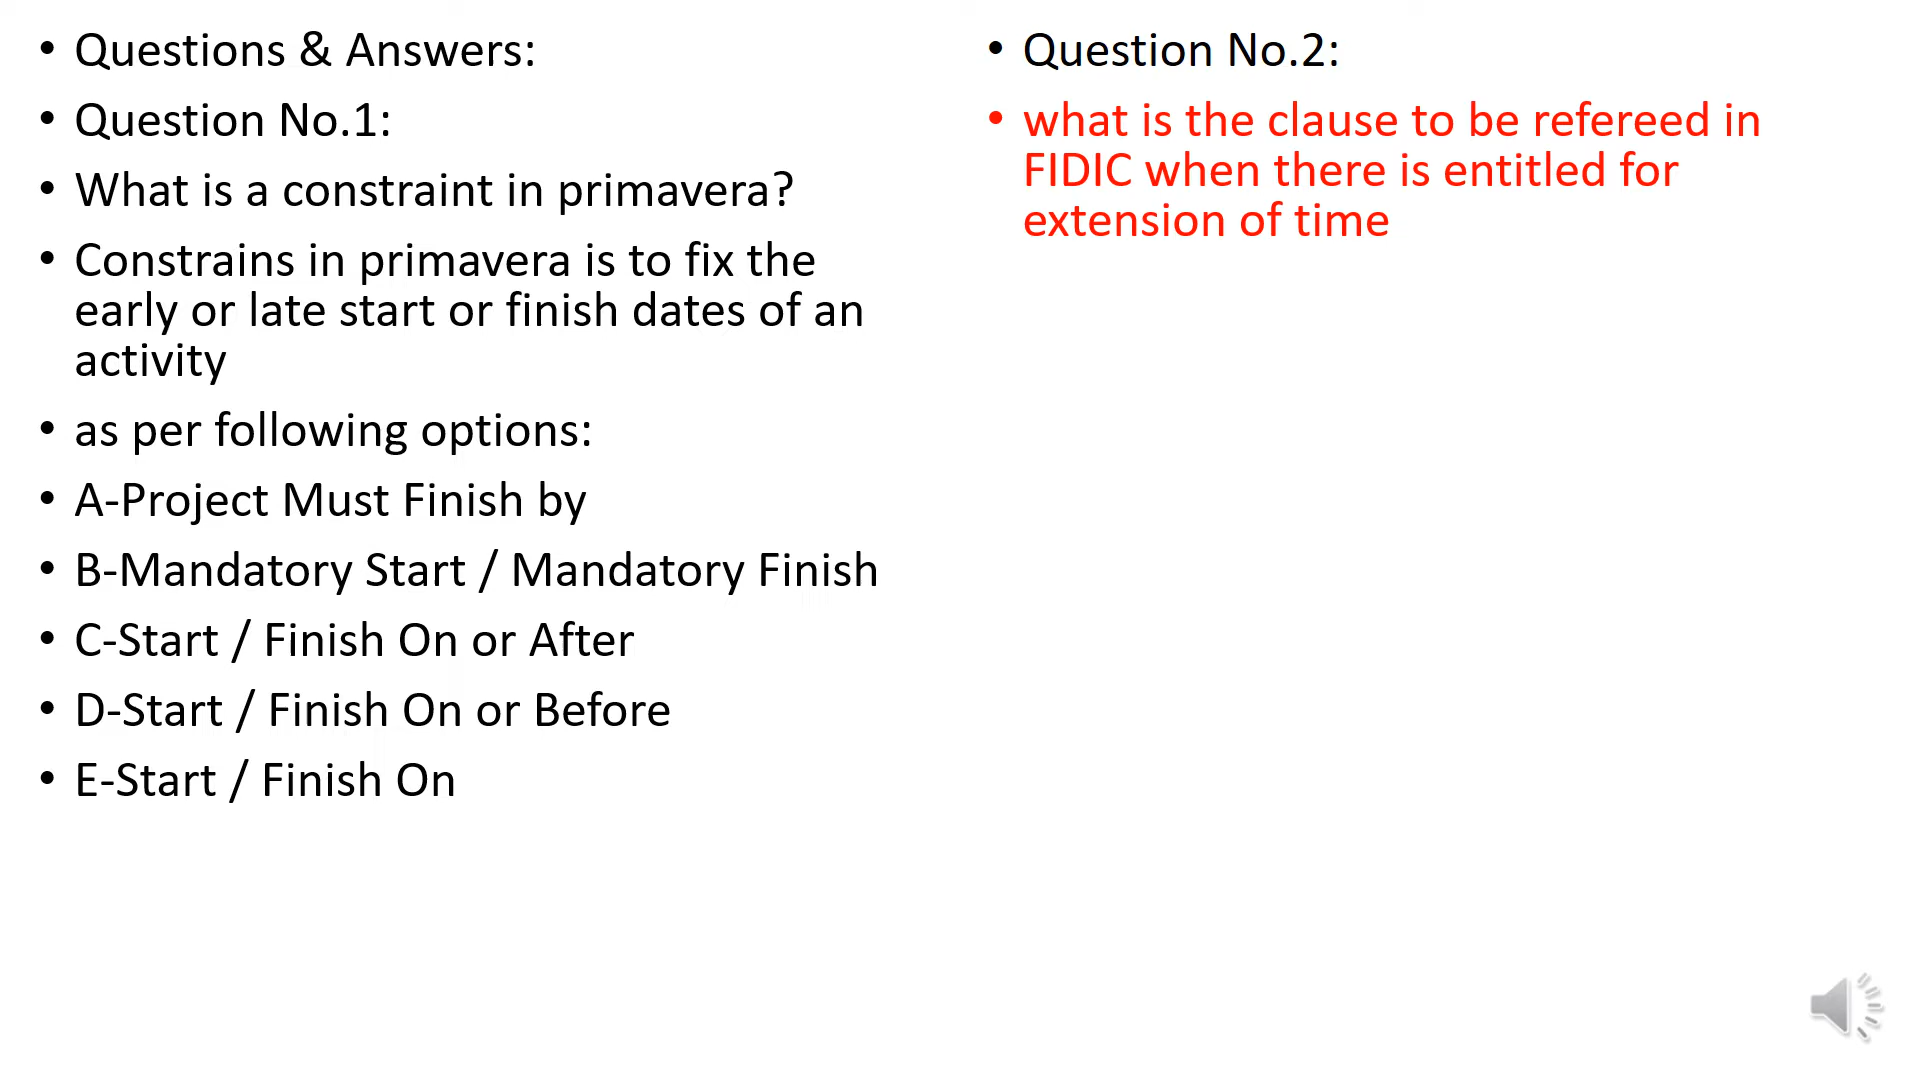 • Questions & Answers:
• Question No.1:
• What is a constraint in primavera?
• Constrains in primavera is to fix the
early or late start or finish dates of an
activity
• as per following options:
• A-Project Must Finish by
• B-Mandatory Start / Mandatory Finish
• C-Start / Finish On or After
• D-Start / Finish On or Before
• E-Start / Finish On
• Question No.2:
• what is the clause to be refereed in
FIDIC when there is entitled for
extension of time